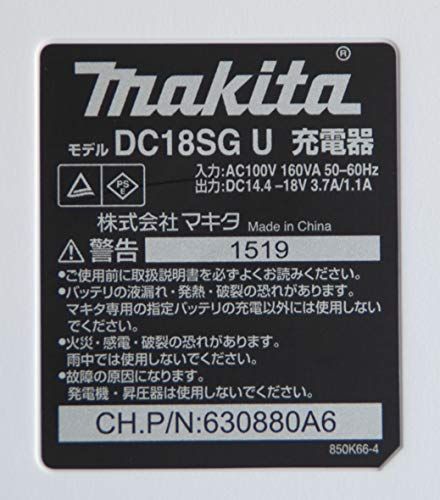 makita®
モデル DC18SG U 充電器
入力:AC100V 160VA 50–60Hz
出力:DC14.4 –18V 3.7A/1.1A
PS
E
株式会社マキタ Made in China
警告 1519
●ご使用前に取扱説明書を必ずよくお読みください。
●バッテリの液漏れ・発熱・破裂の恐れがあります。
マキタ専用の指定バッテリの充電以外には使用しない
でください。
●火災・感電・破裂の恐れがあります。
雨中では使用しないでください。
●故障の原因になります。
発電機・昇圧器は使用しないでください。
CH.P/N:630880A6
850K66-4